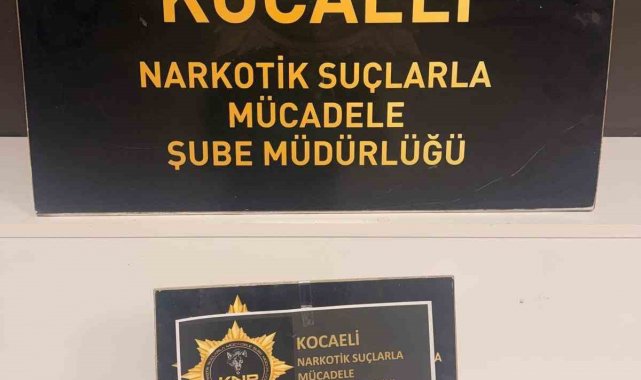 KOCAELİ
NARKOTİK SUÇLARLA
MÜCADELE
ŞUBE MÜDÜRLÜĞÜ
KOCAELİ
NARKOTİK SUÇLARLA
MÜCADELE